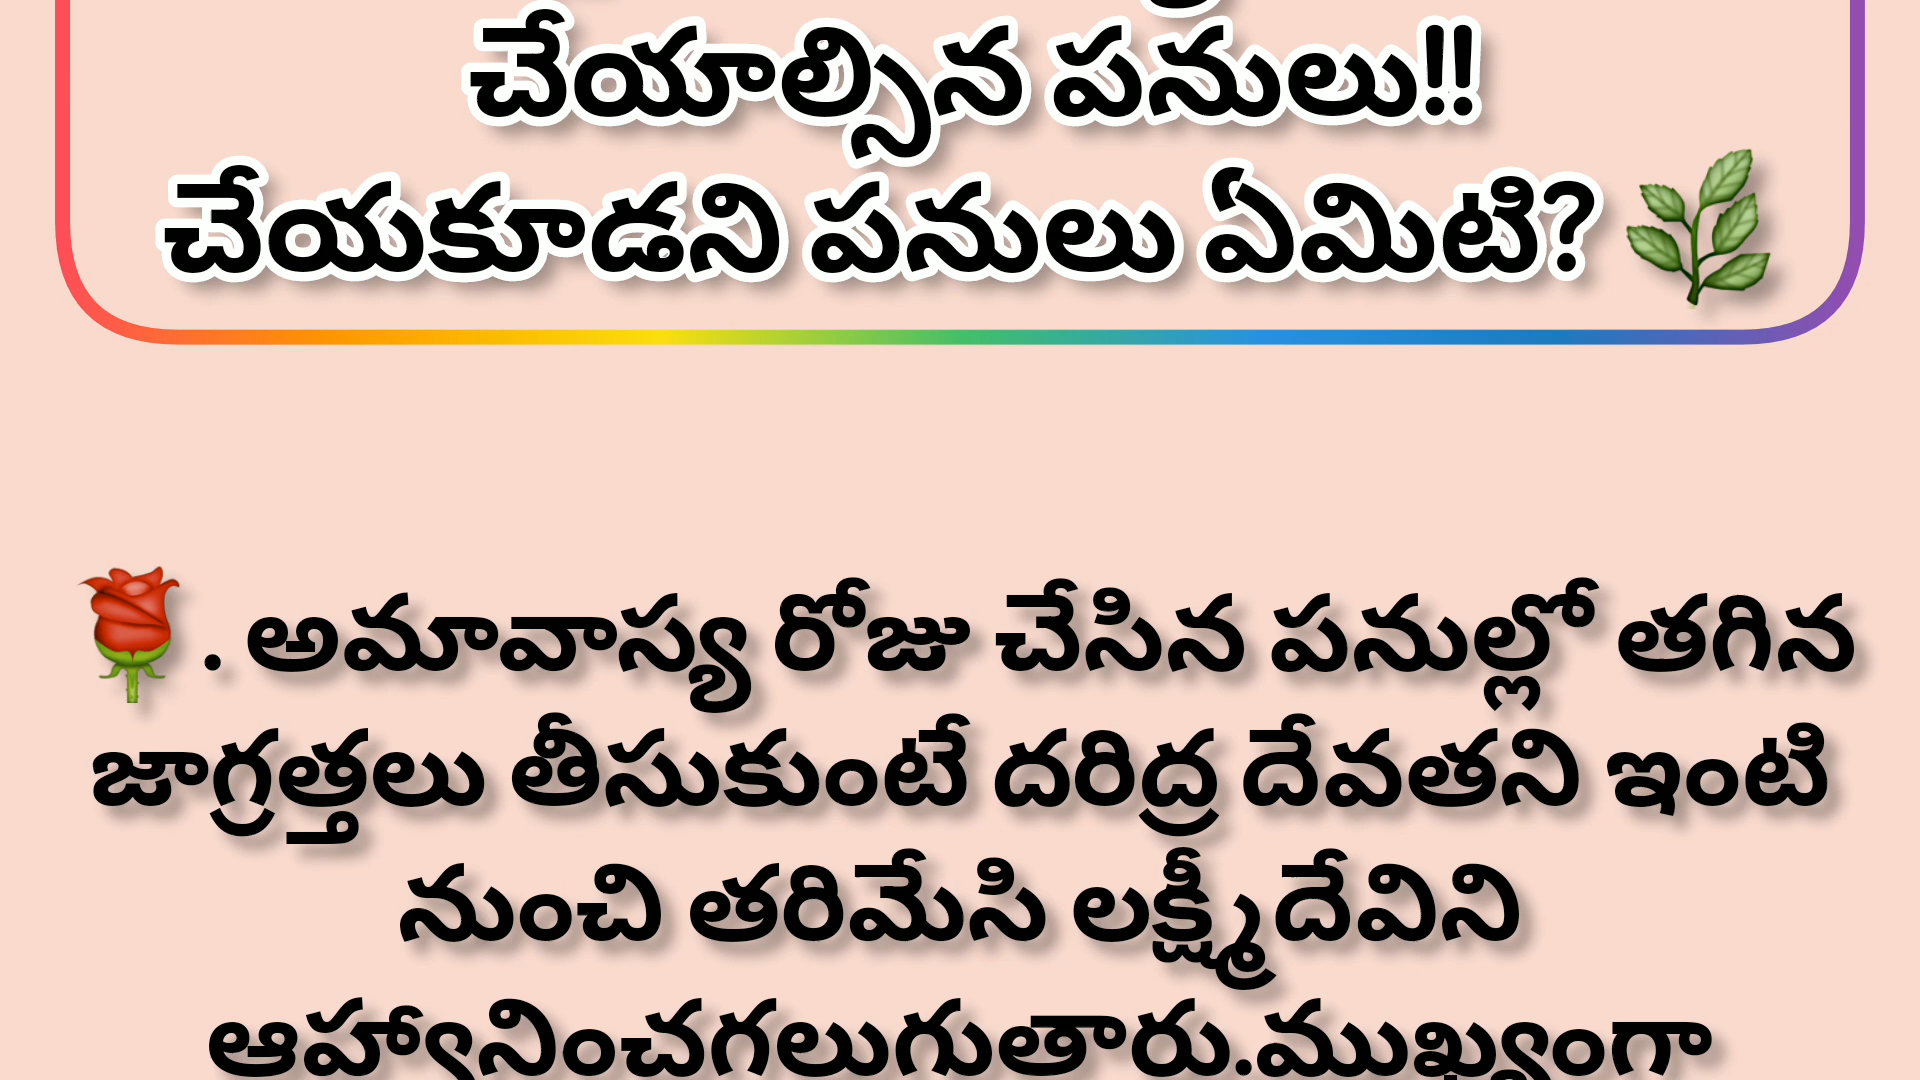 చేయాల్సిన పనులు!!
చేయకూడని పనులు ఏమిటి?
. అమావాస్య రోజు చేసిన పనుల్లో తగిన
జాగ్రత్తలు తీసుకుంటే దరిద్ర దేవతని ఇంటి
నుంచి తరిమేసి లక్ష్మీదేవిని
ఆహ్వానించగలుగుతారు.ముఖ్యంగా